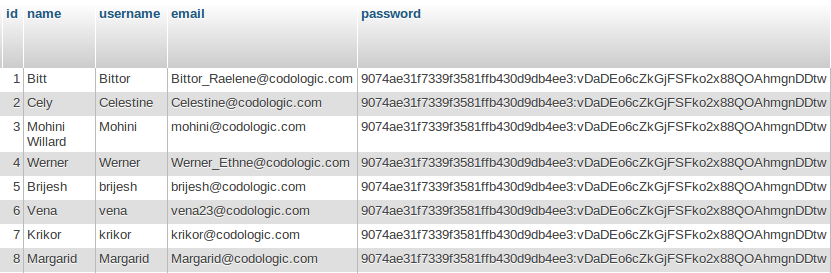 id name username email password
1 Bitt Bittor Bittor_Raelene@codologic.com 9074ae31f7339f3581ffb430d9db4ee3:vDaDEo6cZkGjFSFko2x88QOAhmgnDDtw
2 Cely Celestine Celestine@codologic.com 9074ae31f7339f3581ffb430d9db4ee3:vDaDEo6cZkGjFSFko2x88QOAhmgnDDtw
3 Mohini Mohini mohini@codologic.com 9074ae31f7339f3581ffb430d9db4ee3:vDaDEo6cZkGjFSFko2x88QOAhmgnDDtw
Willard
4 Werner Werner Werner_Ethne@codologic.com 9074ae31f7339f3581ffb430d9db4ee3:vDaDEo6cZkGjFSFko2x88QOAhmgnDDtw
5 Brijesh brijesh brijesh@codologic.com 9074ae31f7339f3581ffb430d9db4ee3:vDaDEo6cZkGjFSFko2x88QOAhmgnDDtw
6 Vena vena vena23@codologic.com 9074ae31f7339f3581ffb430d9db4ee3:vDaDEo6cZkGjFSFko2x88QOAhmgnDDtw
7 Krikor krikor krikor@codologic.com 9074ae31f7339f3581ffb430d9db4ee3:vDaDEo6cZkGjFSFko2x88QOAhmgnDDtw
8 Margarid Margarid Margarid@codologic.com 9074ae31f7339f3581ffb430d9db4ee3:vDaDEo6cZkGjFSFko2x88QOAhmgnDDtw